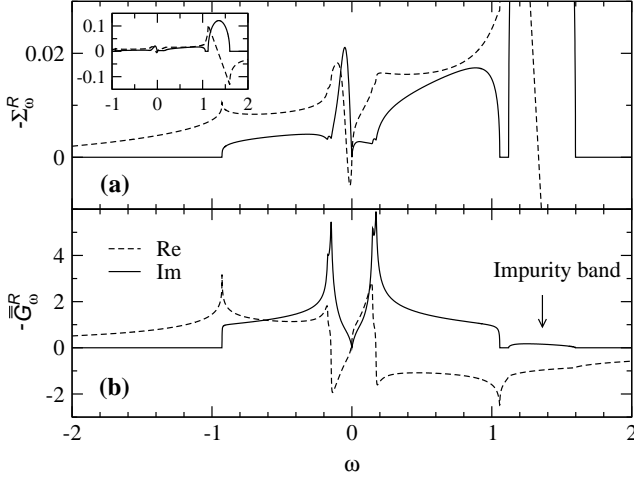 0.1
0
-0.1
-1 0 1 2
0.02
0
-Σ^R_ω
(a)
4
2
0
-2
-G^R_ω
Re
Im
Impurity band
(b)
-2 -1 0 1 2
ω